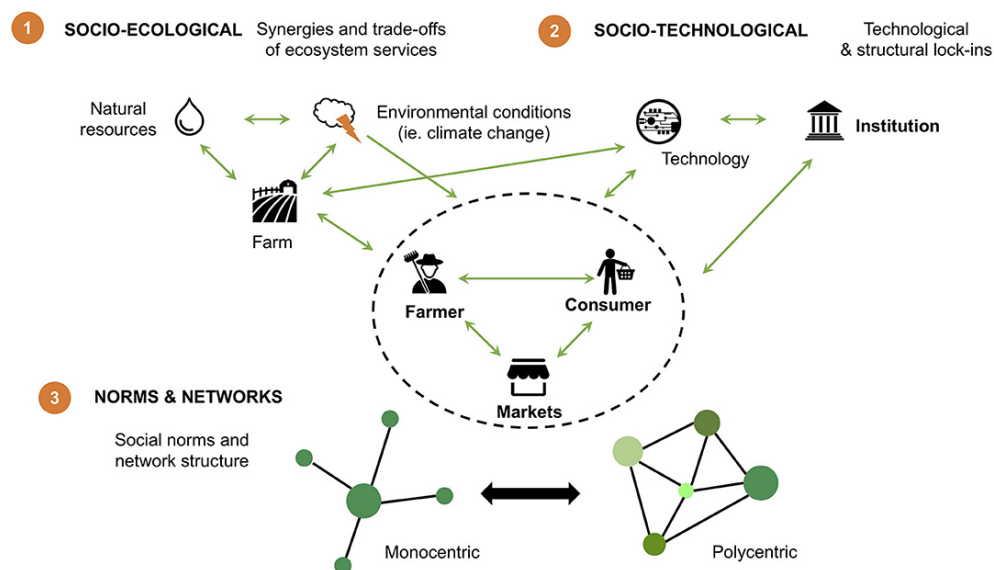 1 SOCIO-ECOLOGICAL
Synergies and trade-offs
of ecosystem services
2 SOCIO-TECHNOLOGICAL
Technological
& structural lock-ins
Natural
resources
Environmental conditions
(ie. climate change)
Technology
Institution
Farm
Farmer
Consumer
Markets
3 NORMS & NETWORKS
Social norms and
network structure
Monocentric
Polycentric